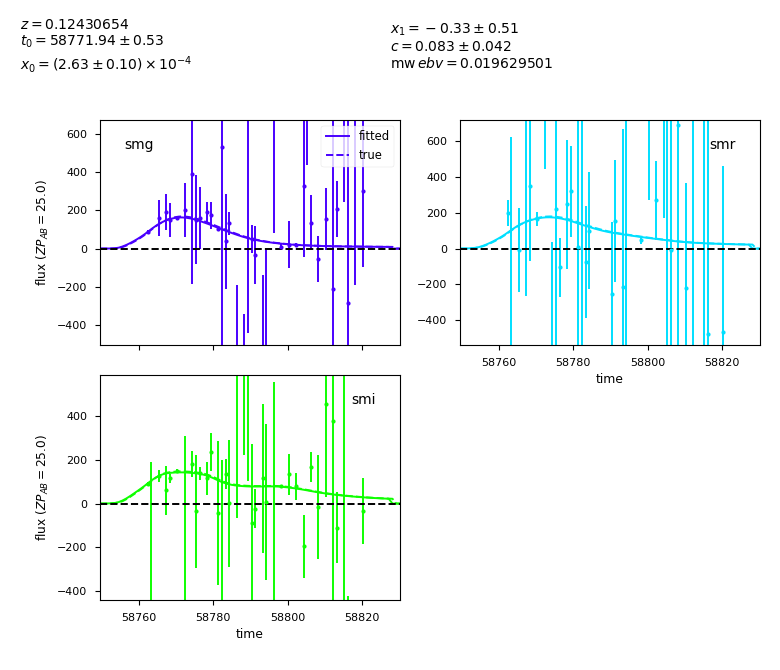 z = 0.12430654
t₀ = 58771.94 ± 0.53
x₀ = (2.63 ± 0.10) × 10⁻⁴
x₁ = −0.33 ± 0.51
c = 0.083 ± 0.042
mw ebv = 0.019629501
smg
fitted
true
600
400
200
0
−200
−400
flux (ZP_AB = 25.0)
smr
600
400
200
0
−200
−400
58760 58780 58800 58820
time
smi
400
200
0
−200
−400
flux (ZP_AB = 25.0)
58760 58780 58800 58820
time